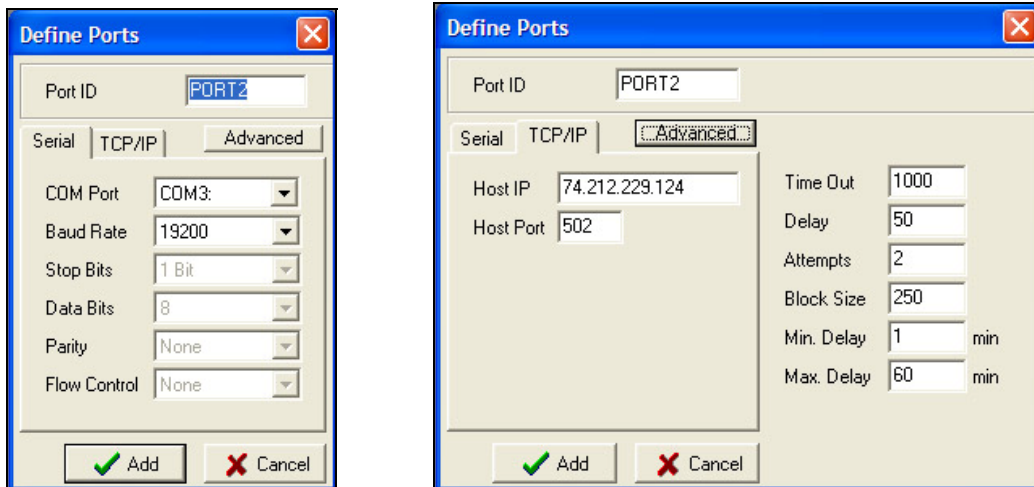 Define Ports
Port ID PORT2
Serial TCP/IP Advanced
COM Port COM3:
Baud Rate 19200
Stop Bits 1 Bit
Data Bits 8
Parity None
Flow Control None
Add Cancel
Define Ports
Port ID PORT2
Serial TCP/IP Advanced
Host IP 74.212.229.124
Host Port 502
Time Out 1000
Delay 50
Attempts 2
Block Size 250
Min. Delay 1 min
Max. Delay 60 min
Add Cancel